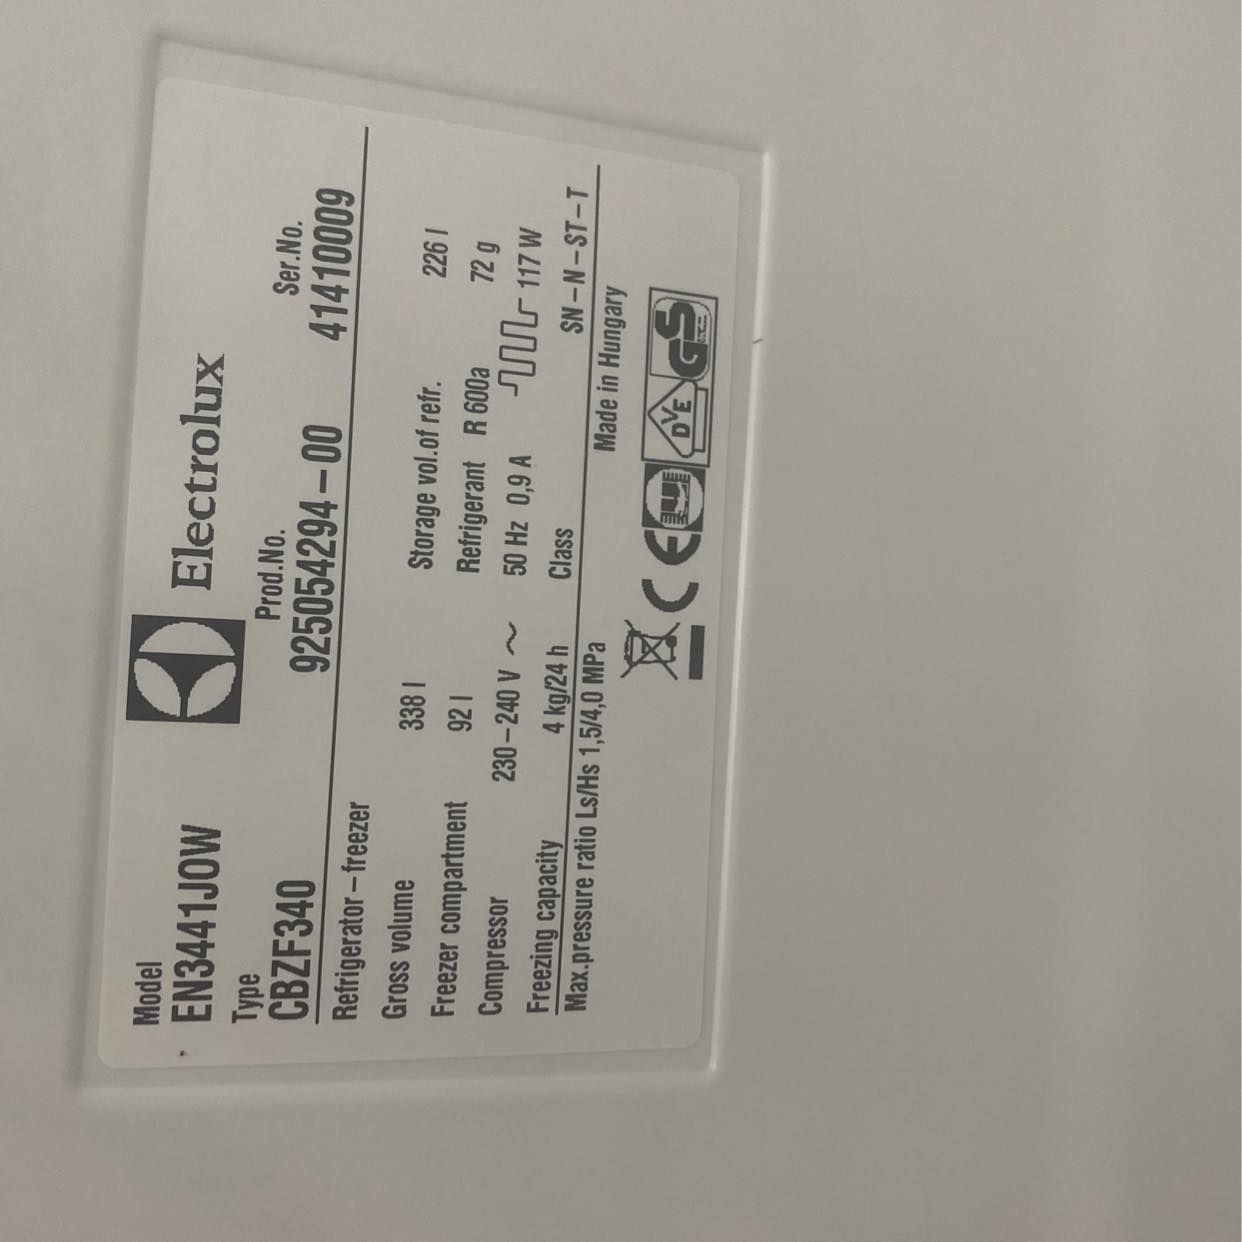 Model
EN3441JOW
Electrolux
Type
CBZF340
Prod.No.
925054294-00
Ser.No.
41410009
Refrigerator-freezer
Gross volume 338 l Storage vol.of refr. 226 l
Freezer compartment 92 l Refrigerant R 600a 72 g
Compressor 230-240 V ~ 50 Hz 0,9 A 117 W
Freezing capacity 4 kg/24 h Class SN-N-ST-T
Max.pressure ratio Ls/Hs 1,5/4,0 MPa Made in Hungary
CE DVE GS